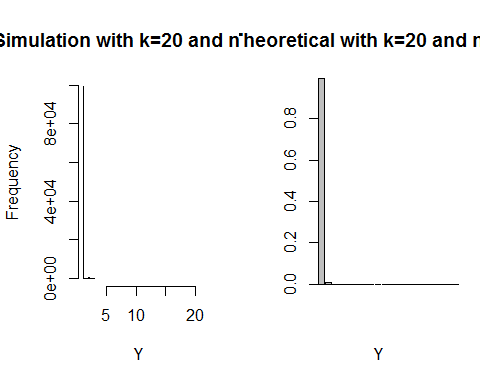 Simulation with k=20 and n
Theoretical with k=20 and n
Frequency
0e+00 4e+04 8e+04
5 10 20
Y
0.0 0.2 0.4 0.6 0.8
Y